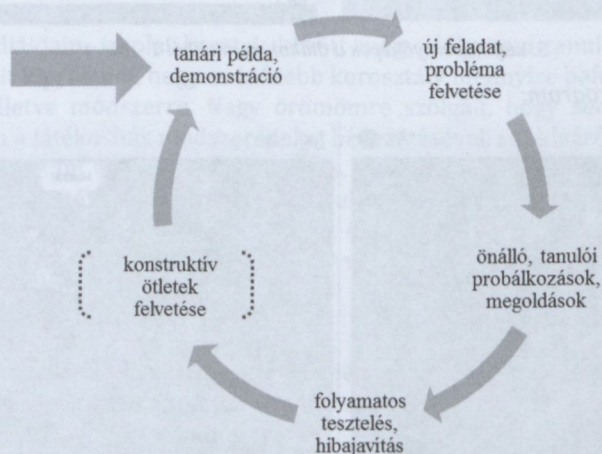 tanári példa,
demonstráció
új feladat,
probléma
felvetése
önálló, tanulói
probálkozások,
megoldások
folyamatos
tesztelés,
hibajavítás
konstruktív
ötletek
felvetése